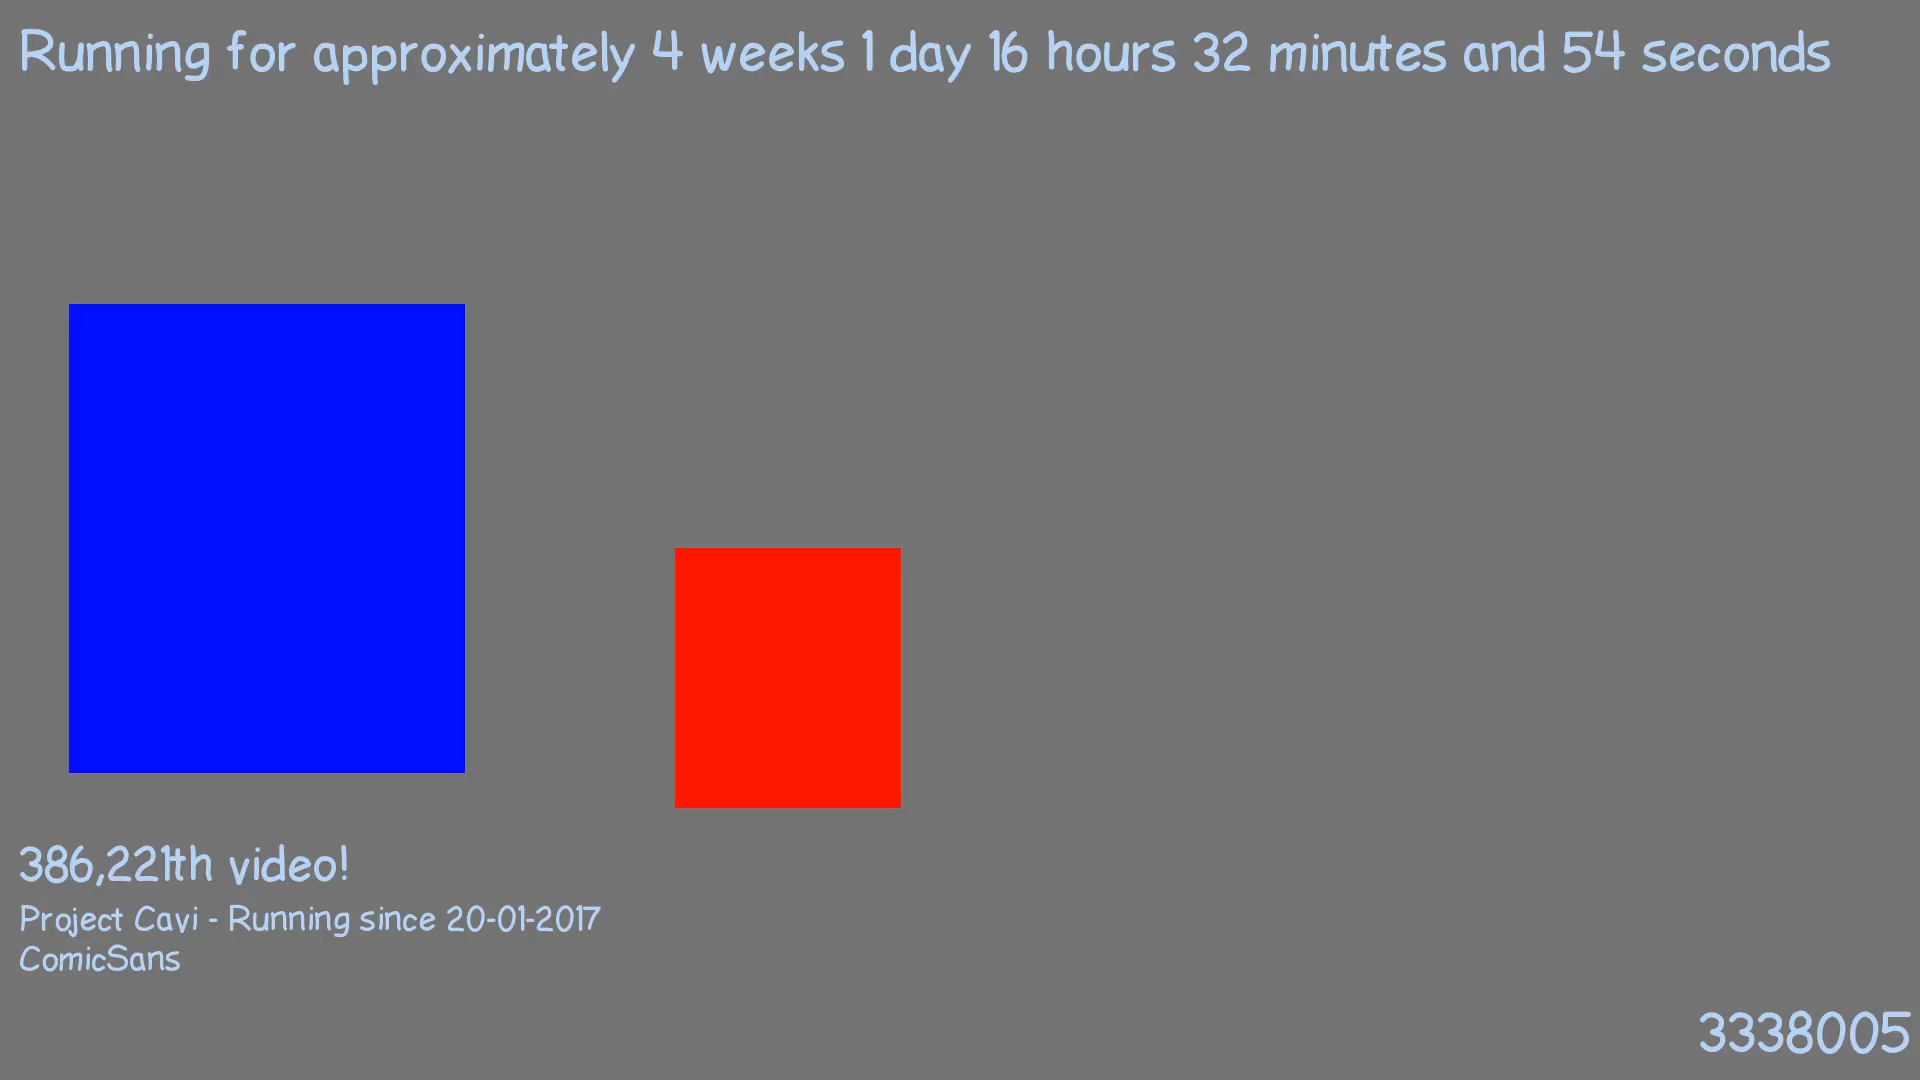 Running for approximately 4 weeks 1 day 16 hours 32 minutes and 54 seconds
386,221th video!
Project Cavi - Running since 20-01-2017
ComicSans
3338005